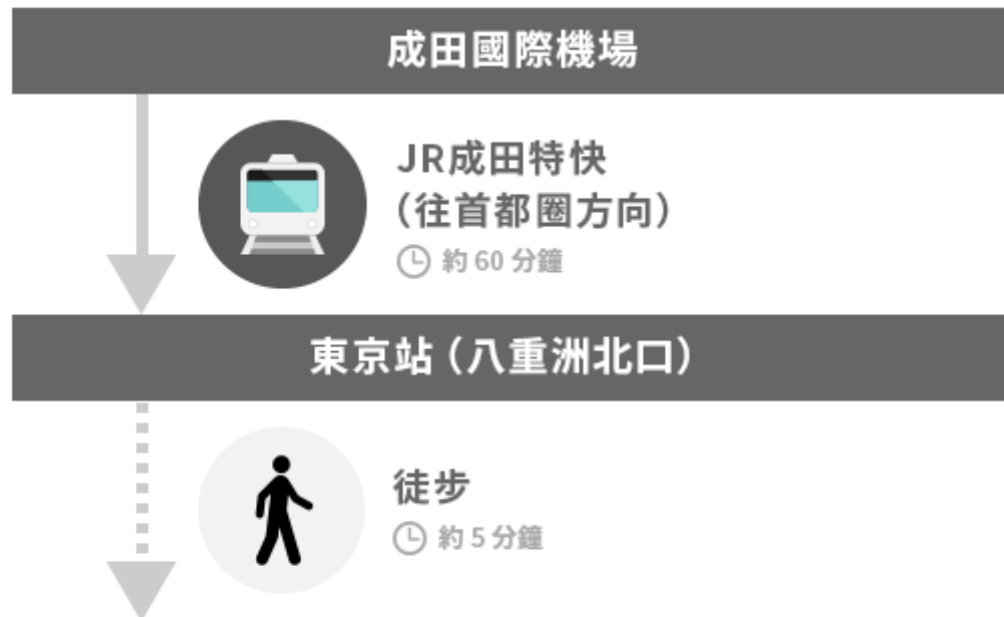 成田國際機場
JR成田特快
（往首都圈方向）
約 60 分鐘
東京站（八重洲北口）
徒步
約 5 分鐘